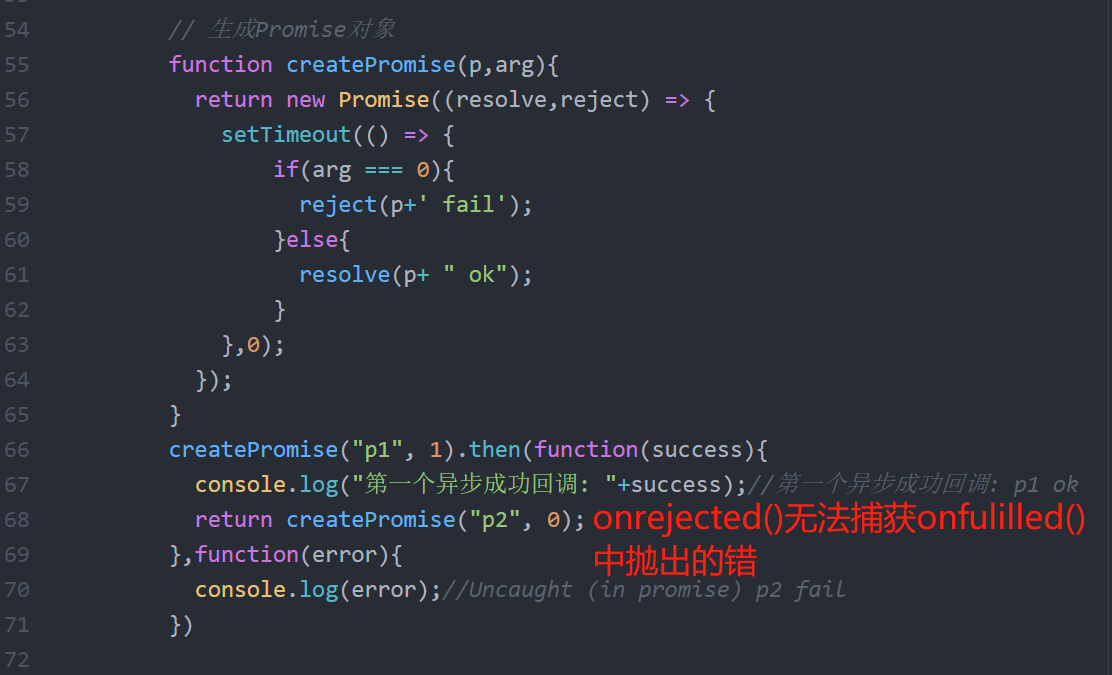 54 // 生成Promise对象
55 function createPromise(p,arg){
56 return new Promise((resolve,reject) => {
57 setTimeout(() => {
58 if(arg === 0){
59 reject(p+' fail');
60 }else{
61 resolve(p+ " ok");
62 }
63 },0);
64 });
65 }
66 createPromise("p1", 1).then(function(success){
67 console.log("第一个异步成功回调: "+success);//第一个异步成功回调: p1 ok
68 return createPromise("p2", 0); onrejected()无法捕获onfulilled()
中抛出的错
69 },function(error){
70 console.log(error);//Uncaught (in promise) p2 fail
71 })
72